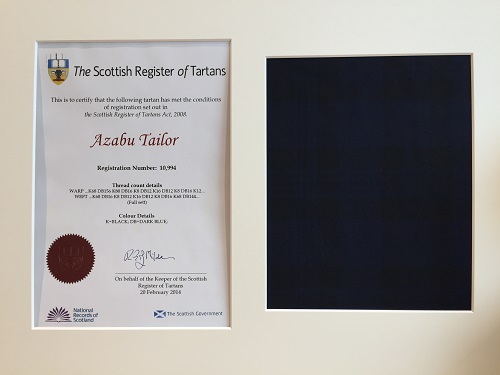 The Scottish Register of Tartans
This is to certify that the following tartan has met the conditions
of registration set out in
the Scottish Register of Tartans Act, 2008.
Azabu Tailor
Registration Number: 10,994
Thread count details
(Full sett)
Colour Details
K=BLACK; DB=DARK BLUE;
On behalf of the Keeper of the Scottish
Register of Tartans
20 February 2014
National
Records of
Scotland
The Scottish Government